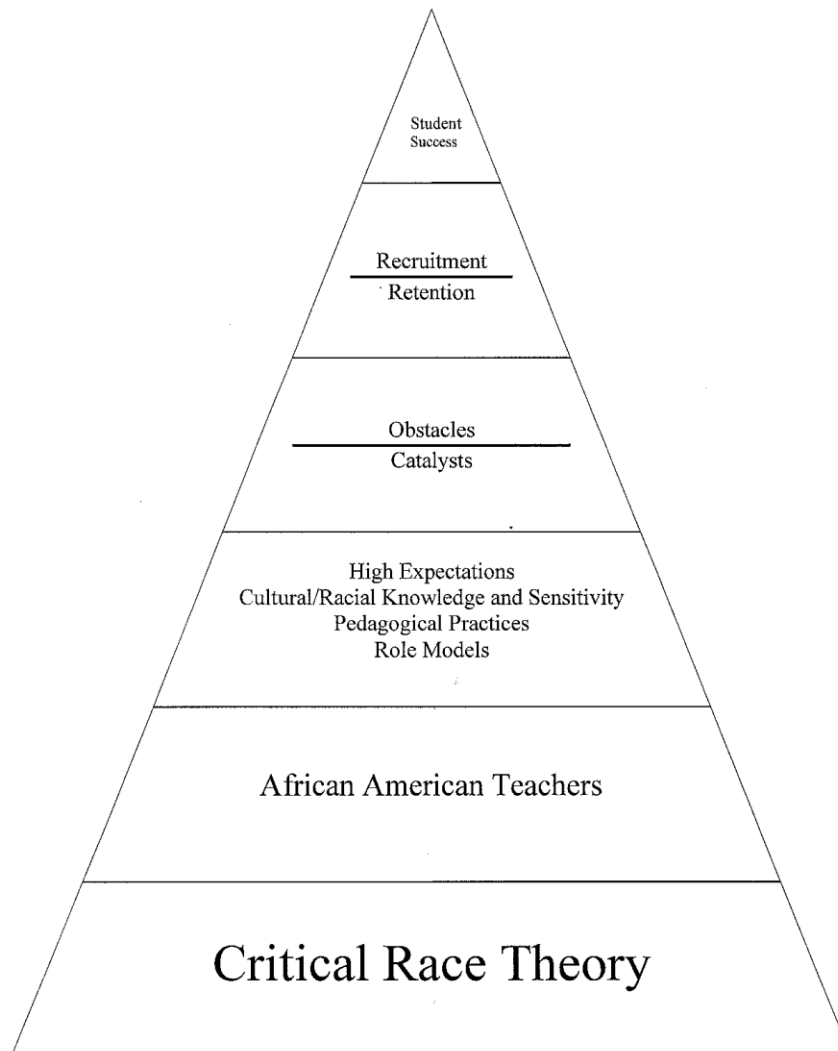 Student
Success
Recruitment
Retention
Obstacles
Catalysts
High Expectations
Cultural/Racial Knowledge and Sensitivity
Pedagogical Practices
Role Models
African American Teachers
Critical Race Theory